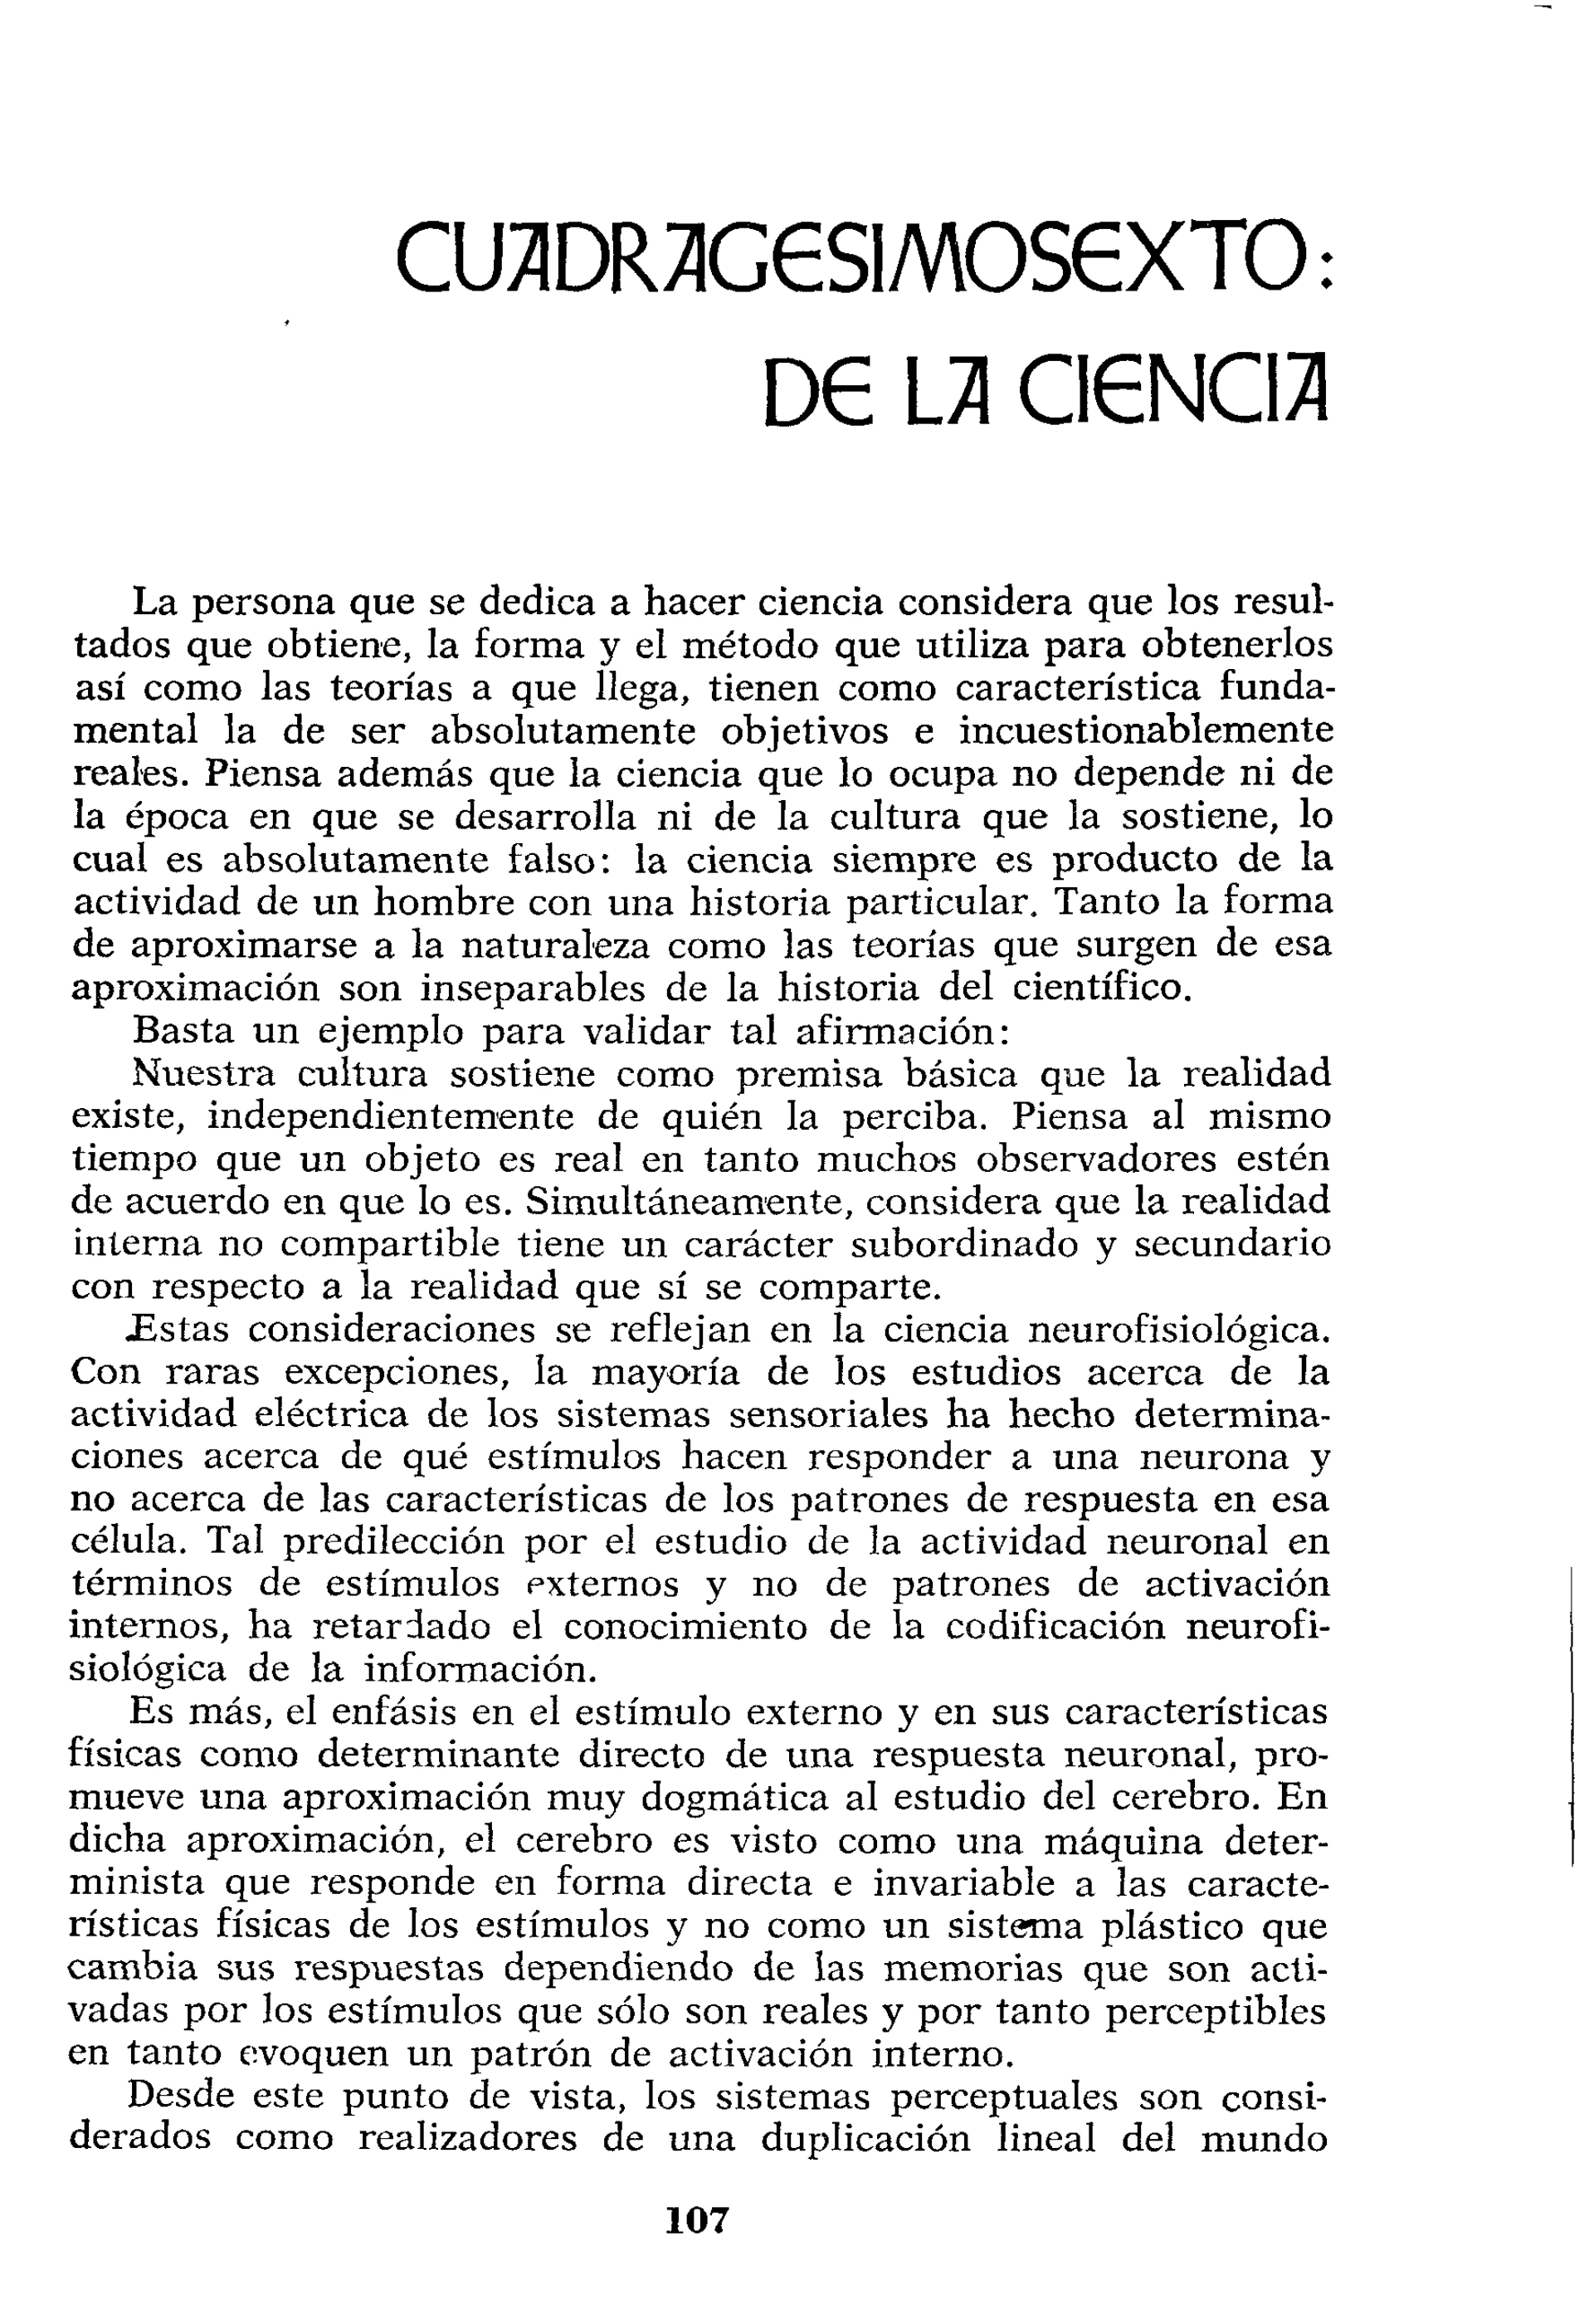 CUADRAGESIMOSEXTO:
DE LA CIENCIA
La persona que se dedica a hacer ciencia considera que los resul-
tados que obtiene, la forma y el método que utiliza para obtenerlos
así como las teorías a que llega, tienen como característica funda-
mental la de ser absolutamente objetivos e incuestionablemente
reales. Piensa además que la ciencia que lo ocupa no depende ni de
la época en que se desarrolla ni de la cultura que la sostiene, lo
cual es absolutamente falso: la ciencia siempre es producto de la
actividad de un hombre con una historia particular. Tanto la forma
de aproximarse a la naturaleza como las teorías que surgen de esa
aproximación son inseparables de la historia del científico.
Basta un ejemplo para validar tal afirmación:
Nuestra cultura sostiene como premisa básica que la realidad
existe, independientemente de quién la perciba. Piensa al mismo
tiempo que un objeto es real en tanto muchos observadores estén
de acuerdo en que lo es. Simultáneamente, considera que la realidad
interna no compartible tiene un carácter subordinado y secundario
con respecto a la realidad que sí se comparte.
Estas consideraciones se reflejan en la ciencia neurofisiológica.
Con raras excepciones, la mayoría de los estudios acerca de la
actividad eléctrica de los sistemas sensoriales ha hecho determina-
ciones acerca de qué estímulos hacen responder a una neurona y
no acerca de las características de los patrones de respuesta en esa
célula. Tal predilección por el estudio de la actividad neuronal en
términos de estímulos externos y no de patrones de activación
internos, ha retardado el conocimiento de la codificación neurofi-
siológica de la información.
Es más, el enfásis en el estímulo externo y en sus características
físicas como determinante directo de una respuesta neuronal, pro-
mueve una aproximación muy dogmática al estudio del cerebro. En
dicha aproximación, el cerebro es visto como una máquina deter-
minista que responde en forma directa e invariable a las caracte-
rísticas físicas de los estímulos y no como un sistema plástico que
cambia sus respuestas dependiendo de las memorias que son acti-
vadas por los estímulos que sólo son reales y por tanto perceptibles
en tanto evoquen un patrón de activación interno.
Desde este punto de vista, los sistemas perceptuales son consi-
derados como realizadores de una duplicación lineal del mundo
107